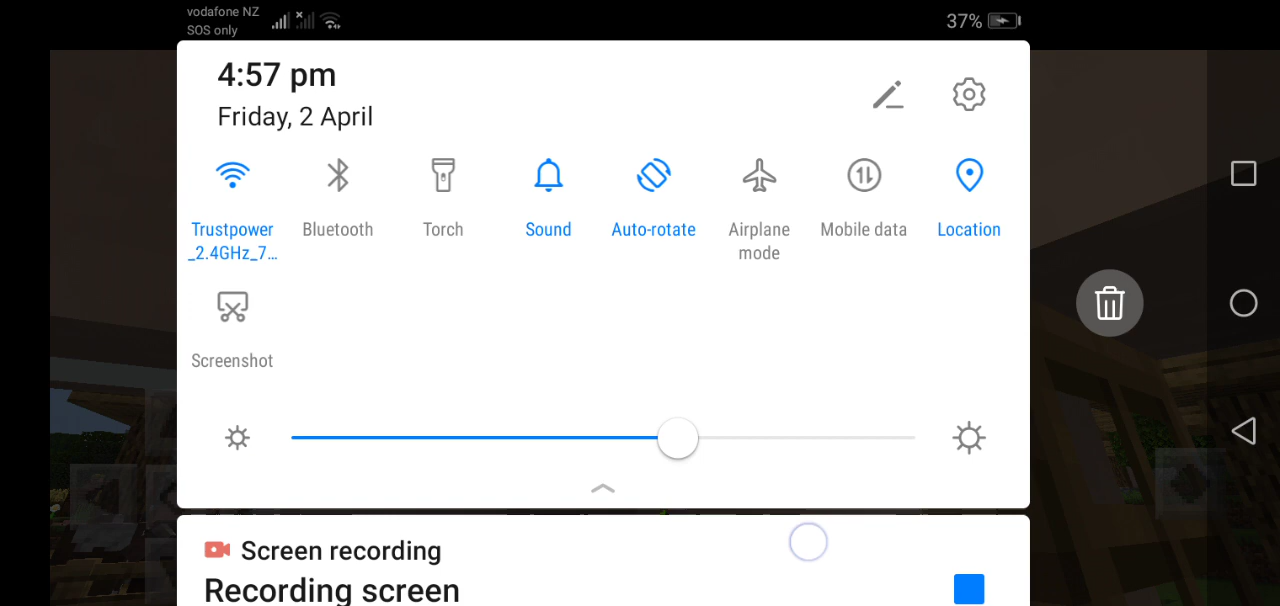 vodafone NZ
SOS only
37%
4:57 pm
Friday, 2 April
Trustpower
_2.4GHz_7...
Bluetooth
Torch
Sound
Auto-rotate
Airplane
mode
Mobile data
Location
Screenshot
Screen recording
Recording screen